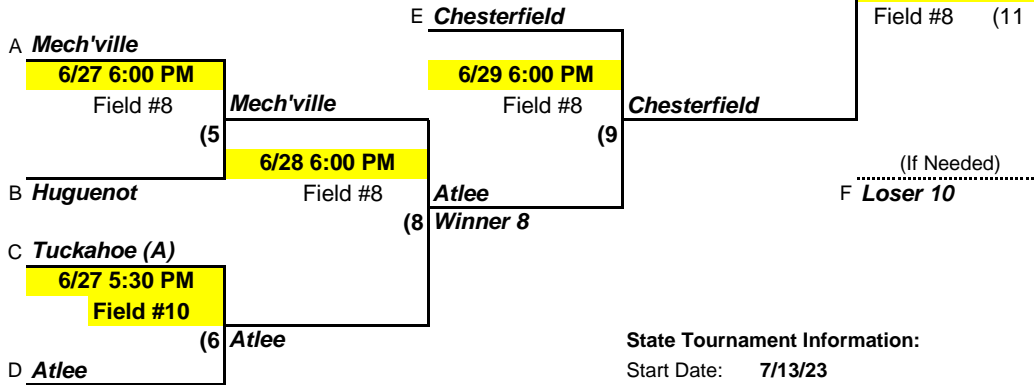 E Chesterfield
Field #8 (11
A Mech'ville
6/27 6:00 PM
6/29 6:00 PM
Field #8
Mech'ville
Field #8
Chesterfield
(5
(9
6/28 6:00 PM
(If Needed)
B Huguenot
Field #8
Atlee
F Loser 10
(8 Winner 8
C Tuckahoe (A)
6/27 5:30 PM
Field #10
(6 Atlee
State Tournament Information:
D Atlee
Start Date: 7/13/23